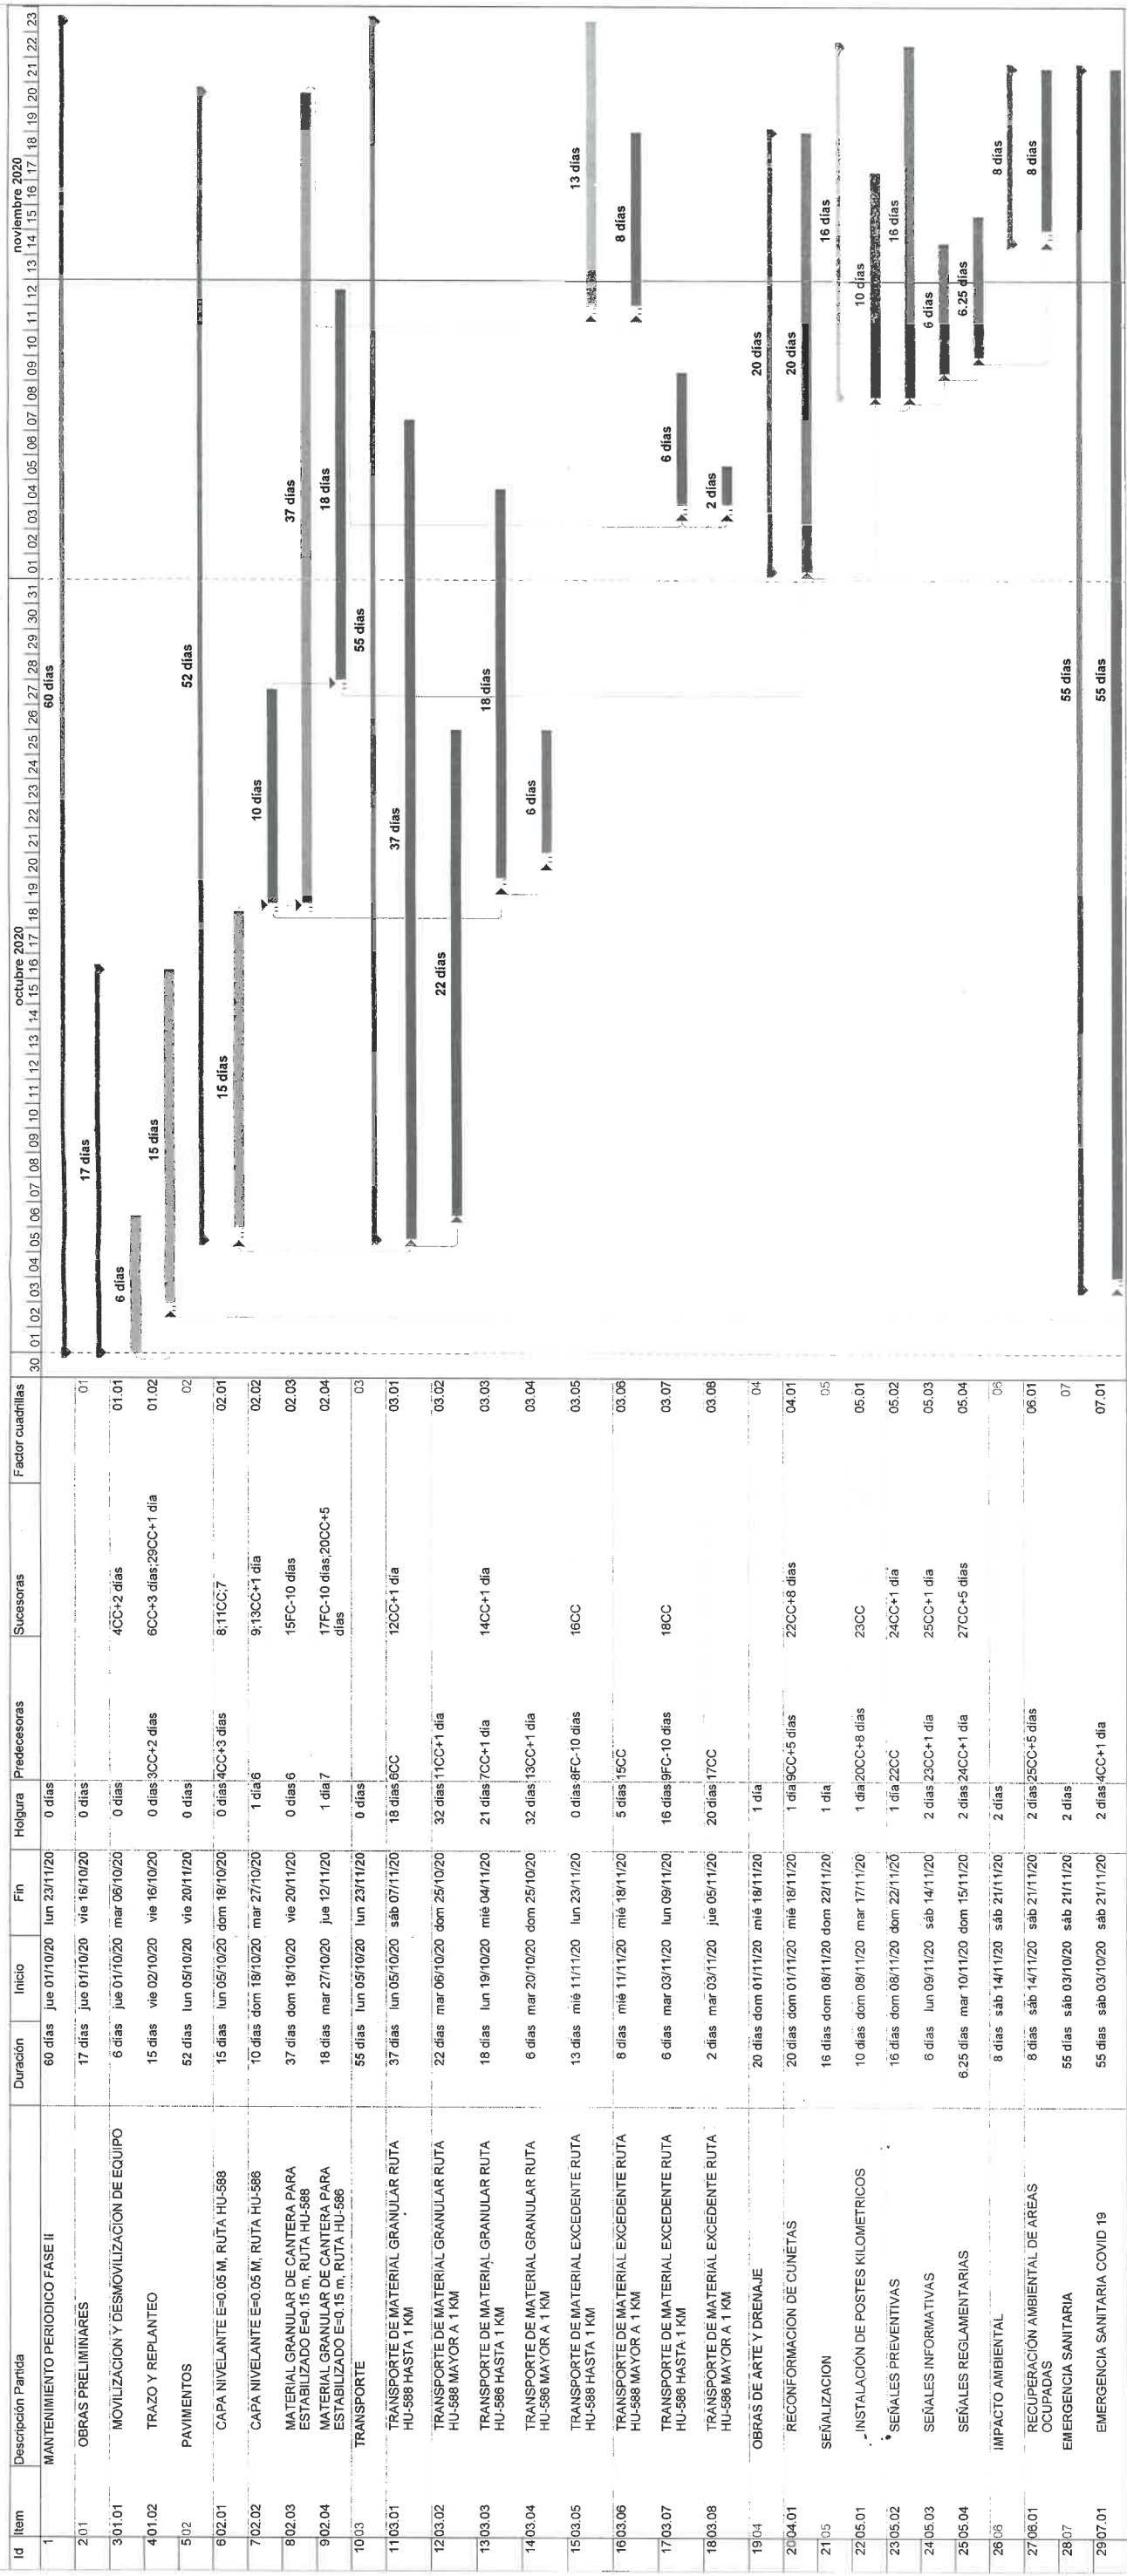 Id Item Descripción Partida Duración Inicio Fin Holgura Predecesoras Sucesoras Factor cuadrillas
octubre 2020 noviembre 2020
30 01 02 03 04 05 06 07 08 09 10 11 12 13 14 15 16 17 18 19 20 21 22 23 24 25 26 27 28 29 30 31 01 02 03 04 05 06 07 08 09 10 11 12 13 14 15 16 17 18 19 20 21 22 23
1 MANTENIMIENTO PERIODICO FASE II 60 días jue 01/10/20 lun 23/11/20 0 días 60 días
2 01 OBRAS PRELIMINARES 17 días jue 01/10/20 vie 16/10/20 0 días 01 17 días
3 01.01 MOVILIZACION Y DESMOVILIZACION DE EQUIPO 6 días jue 01/10/20 mar 06/10/20 0 días 4CC+2 días 01.01 6 días
4 01.02 TRAZO Y REPLANTEO 15 días vie 02/10/20 vie 16/10/20 0 días 3CC+2 días 6CC+3 días;29CC+1 día 01.02 15 días
5 02 PAVIMENTOS 52 días lun 05/10/20 vie 20/11/20 0 días 02 52 días
6 02.01 CAPA NIVELANTE E=0.05 M, RUTA HU-588 15 días lun 05/10/20 dom 18/10/20 0 días 4CC+3 días 8;11CC;7 02.01 15 días
7 02.02 CAPA NIVELANTE E=0.05 M, RUTA HU-586 10 días dom 18/10/20 mar 27/10/20 1 día 6 9;13CC+1 día 02.02 10 días
8 02.03 MATERIAL GRANULAR DE CANTERA PARA 37 días dom 18/10/20 vie 20/11/20 0 días 6 15FC-10 días 02.03 37 días
ESTABILIZADO E=0.15 m, RUTA HU-588
9 02.04 MATERIAL GRANULAR DE CANTERA PARA 18 días mar 27/10/20 jue 12/11/20 1 día 7 17FC-10 días;20CC+5 02.04 18 días
ESTABILIZADO E=0.15 m, RUTA HU-586 días
10 03 TRANSPORTE 55 días lun 05/10/20 lun 23/11/20 0 días 03 55 días
11 03.01 TRANSPORTE DE MATERIAL GRANULAR RUTA 37 días lun 05/10/20 sáb 07/11/20 18 días 6CC 12CC+1 día 03.01 37 días
HU-588 HASTA 1 KM
12 03.02 TRANSPORTE DE MATERIAL GRANULAR RUTA 22 días mar 06/10/20 dom 25/10/20 32 días 11CC+1 día 03.02 22 días
HU-588 MAYOR A 1 KM
13 03.03 TRANSPORTE DE MATERIAL GRANULAR RUTA 18 días lun 19/10/20 mié 04/11/20 21 días 7CC+1 día 14CC+1 día 03.03 18 días
HU-586 HASTA 1 KM
14 03.04 TRANSPORTE DE MATERIAL GRANULAR RUTA 6 días mar 20/10/20 dom 25/10/20 32 días 13CC+1 día 03.04 6 días
HU-586 MAYOR A 1 KM
15 03.05 TRANSPORTE DE MATERIAL EXCEDENTE RUTA 13 días mié 11/11/20 lun 23/11/20 0 días 8FC-10 días 16CC 03.05 13 días
HU-588 HASTA 1 KM
16 03.06 TRANSPORTE DE MATERIAL EXCEDENTE RUTA 8 días mié 11/11/20 mié 18/11/20 5 días 15CC 03.06 8 días
HU-588 MAYOR A 1 KM
17 03.07 TRANSPORTE DE MATERIAL EXCEDENTE RUTA 6 días mar 03/11/20 lun 09/11/20 16 días 9FC-10 días 18CC 03.07 6 días
HU-586 HASTA 1 KM
18 03.08 TRANSPORTE DE MATERIAL EXCEDENTE RUTA 2 días mar 03/11/20 jue 05/11/20 20 días 17CC 03.08 2 días
HU-586 MAYOR A 1 KM
19 04 OBRAS DE ARTE Y DRENAJE 20 días dom 01/11/20 mié 18/11/20 1 día 04 20 días
20 04.01 RECONFORMACION DE CUNETAS 20 días dom 01/11/20 mié 18/11/20 1 día 9CC+5 días 22CC+8 días 04.01 20 días
21 05 SEÑALIZACION 16 días dom 08/11/20 dom 22/11/20 1 día 05 16 días
22 05.01 INSTALACIÓN DE POSTES KILOMETRICOS 10 días dom 08/11/20 mar 17/11/20 1 día 20CC+8 días 23CC 05.01 10 días
23 05.02 SEÑALES PREVENTIVAS 16 días dom 08/11/20 dom 22/11/20 1 día 22CC 24CC+1 día 05.02 16 días
24 05.03 SEÑALES INFORMATIVAS 6 días lun 09/11/20 sáb 14/11/20 2 días 23CC+1 día 25CC+1 día 05.03 6 días
25 05.04 SEÑALES REGLAMENTARIAS 6.25 días mar 10/11/20 dom 15/11/20 2 días 24CC+1 día 27CC+5 días 05.04 6.25 días
26 06 IMPACTO AMBIENTAL 8 días sáb 14/11/20 sáb 21/11/20 2 días 06 8 días
27 06.01 RECUPERACIÓN AMBIENTAL DE AREAS 8 días sáb 14/11/20 sáb 21/11/20 2 días 25CC+5 días 06.01 8 días
OCUPADAS
28 07 EMERGENCIA SANITARIA 55 días sáb 03/10/20 sáb 21/11/20 2 días 07 55 días
29 07.01 EMERGENCIA SANITARIA COVID 19 55 días sáb 03/10/20 sáb 21/11/20 2 días 4CC+1 día 07.01 55 días